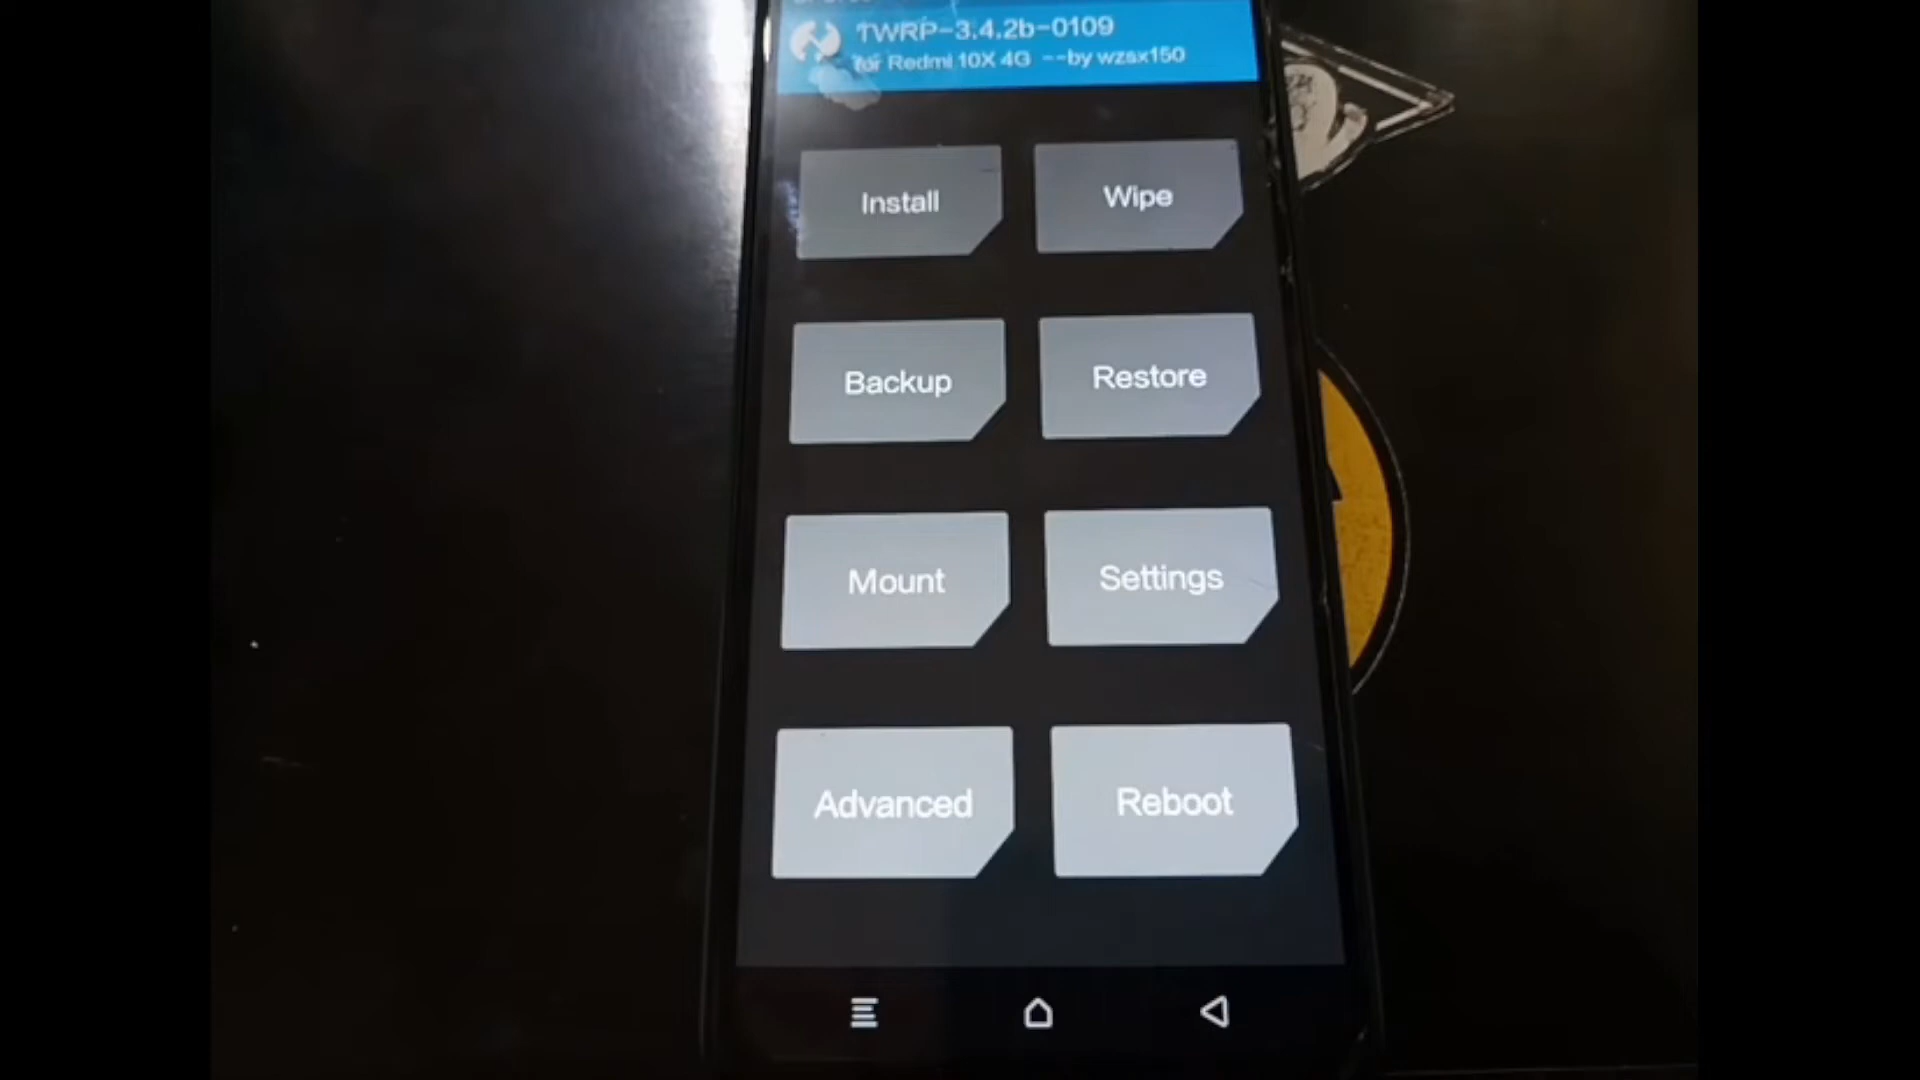 TWRP-3.4.2b-0109
for Redmi 10X 4G --by wzsx150
Install
Wipe
Backup
Restore
Mount
Settings
Advanced
Reboot